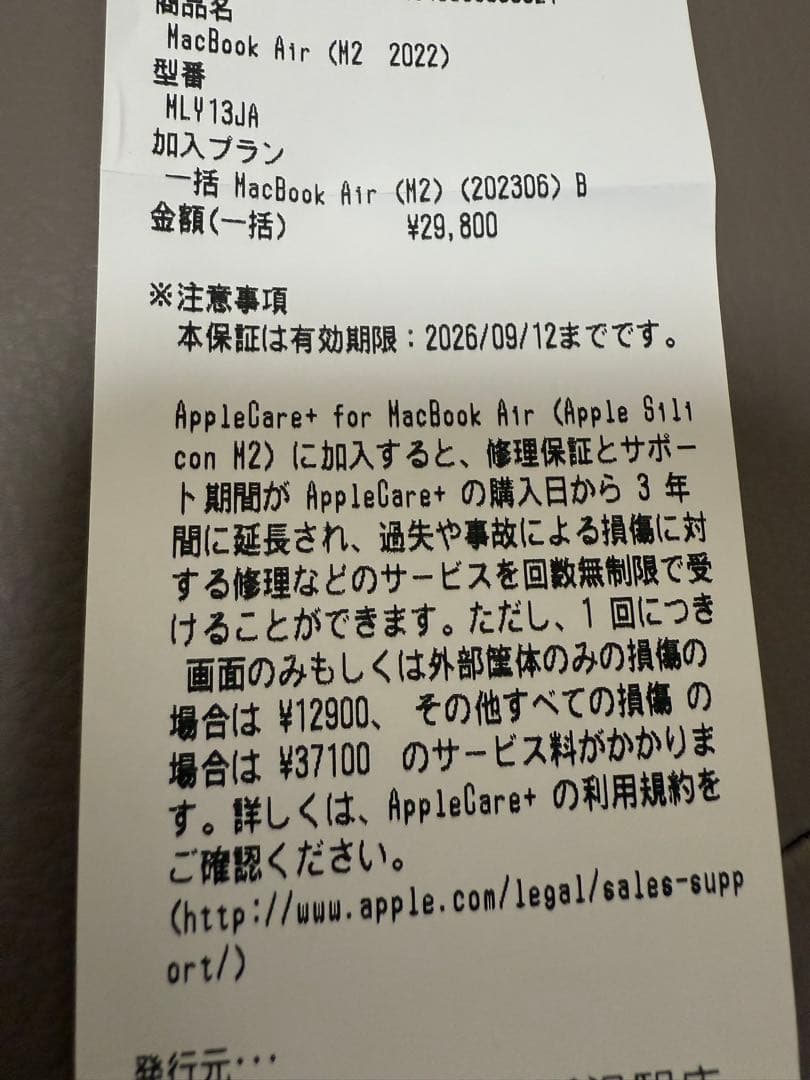 商品名
MacBook Air (M2 2022)
型番
MLY13JA
加入プラン
一括 MacBook Air (M2) (202306) B
金額(一括) ¥29,800
※注意事項
本保証は有効期限：2026/09/12までです。
AppleCare+ for MacBook Air (Apple Sili
con M2) に加入すると、修理保証とサポー
ト期間が AppleCare+ の購入日から 3 年
間に延長され、過失や事故による損傷に対
する修理などのサービスを回数無制限で受
けることができます。ただし、1 回につき
画面のみもしくは外部筐体のみの損傷の
場合は ¥12900、 その他すべての損傷 の
場合は ¥37100 のサービス料がかかりま
す。詳しくは、AppleCare+ の利用規約を
ご確認ください。
(http://www.apple.com/legal/sales-supp
ort/)
発行元…